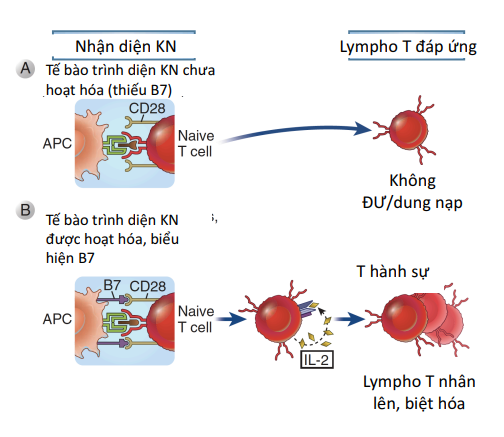 Nhận diện KN
Lympho T đáp ứng
A
Tế bào trình diện KN chưa
hoạt hóa (thiếu B7)
CD28
APC
Naive
T cell
Không
ĐƯ/dung nạp
B
Tế bào trình diện KN
được hoạt hóa, biểu
hiện B7
s,
B7
CD28
APC
Naive
T cell
IL-2
T hành sự
Lympho T nhân
lên, biệt hóa